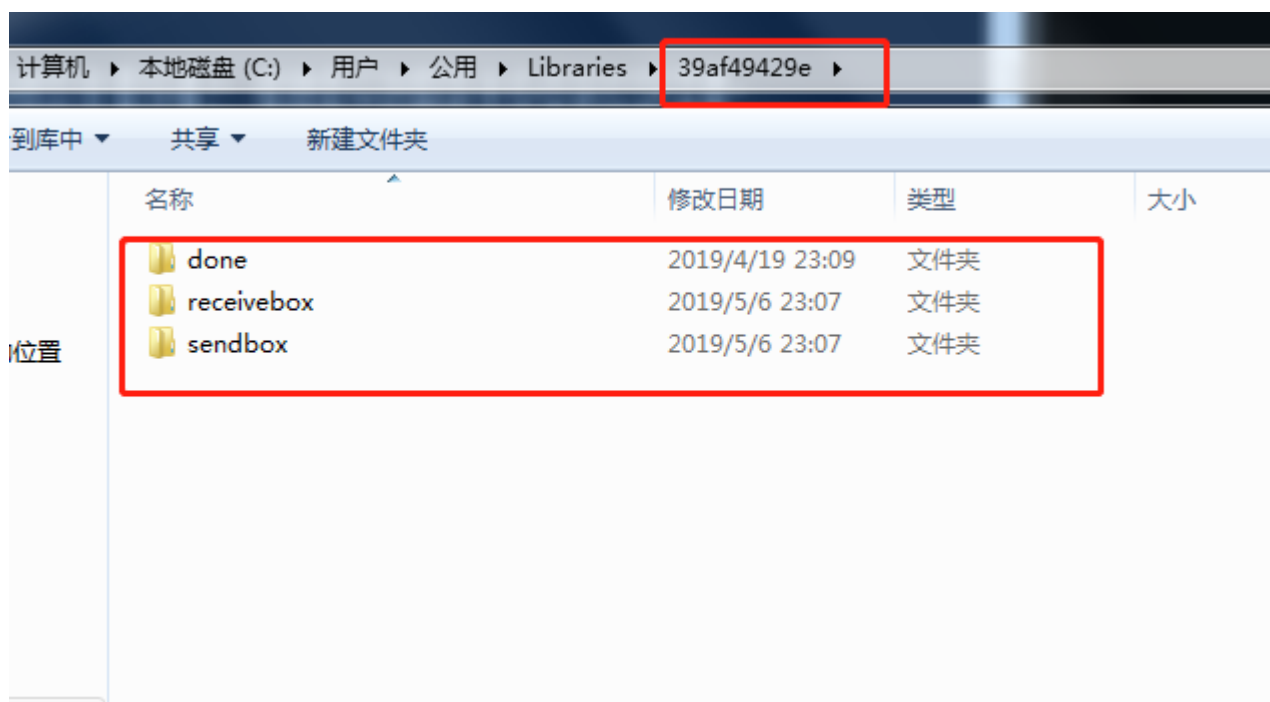 计算机 ▸ 本地磁盘 (C:) ▸ 用户 ▸ 公用 ▸ Libraries ▸ 39af49429e ▸
到库中 共享 新建文件夹
名称 修改日期 类型 大小
done 2019/4/19 23:09 文件夹
receivebox 2019/5/6 23:07 文件夹
位置
sendbox 2019/5/6 23:07 文件夹